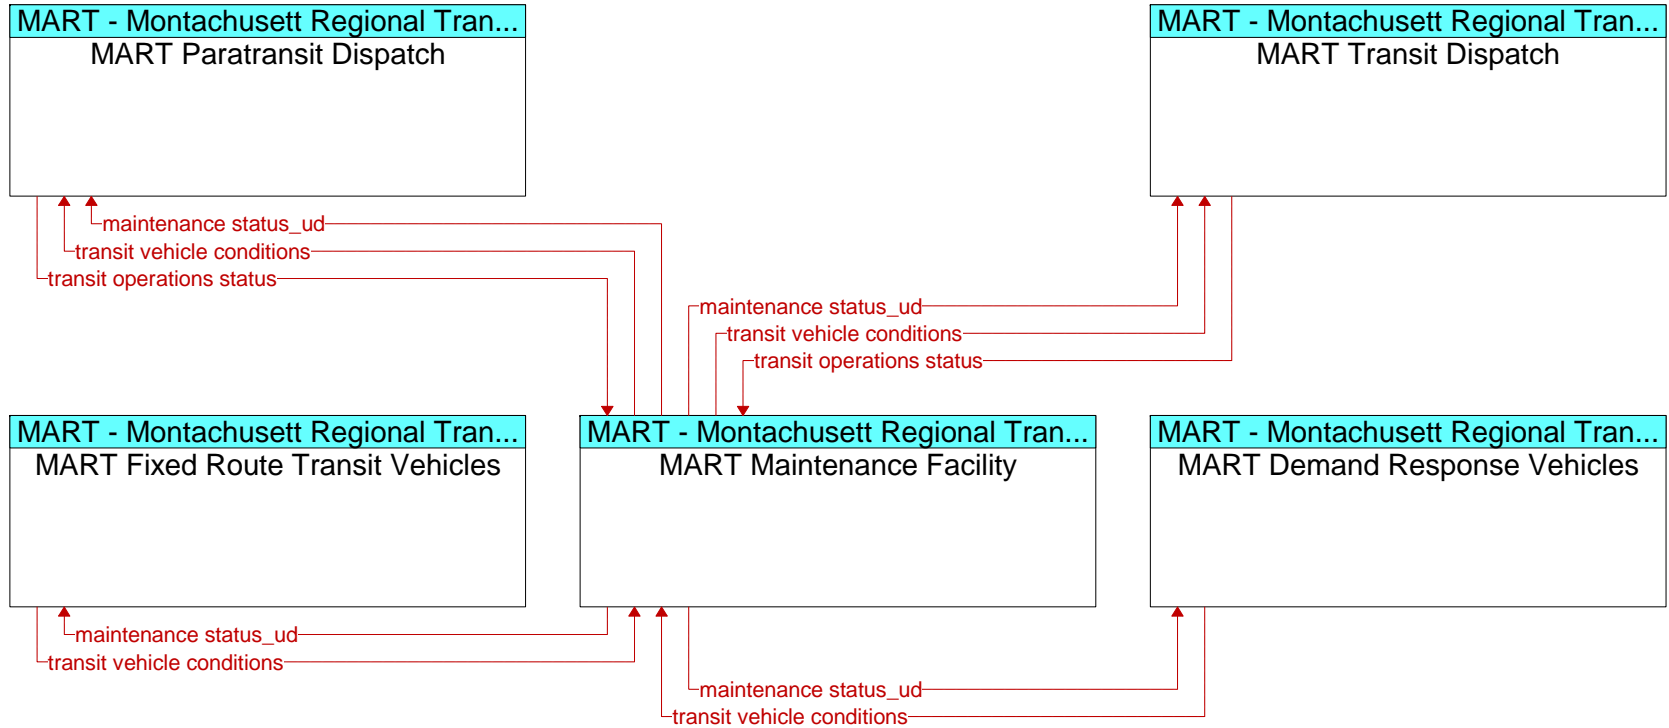 MART - Montachusett Regional Tran...
MART Paratransit Dispatch
MART - Montachusett Regional Tran...
MART Transit Dispatch
maintenance status_ud
transit vehicle conditions
transit operations status
maintenance status_ud
transit vehicle conditions
transit operations status
MART - Montachusett Regional Tran...
MART Fixed Route Transit Vehicles
MART - Montachusett Regional Tran...
MART Maintenance Facility
MART - Montachusett Regional Tran...
MART Demand Response Vehicles
maintenance status_ud
transit vehicle conditions
maintenance status_ud
transit vehicle conditions